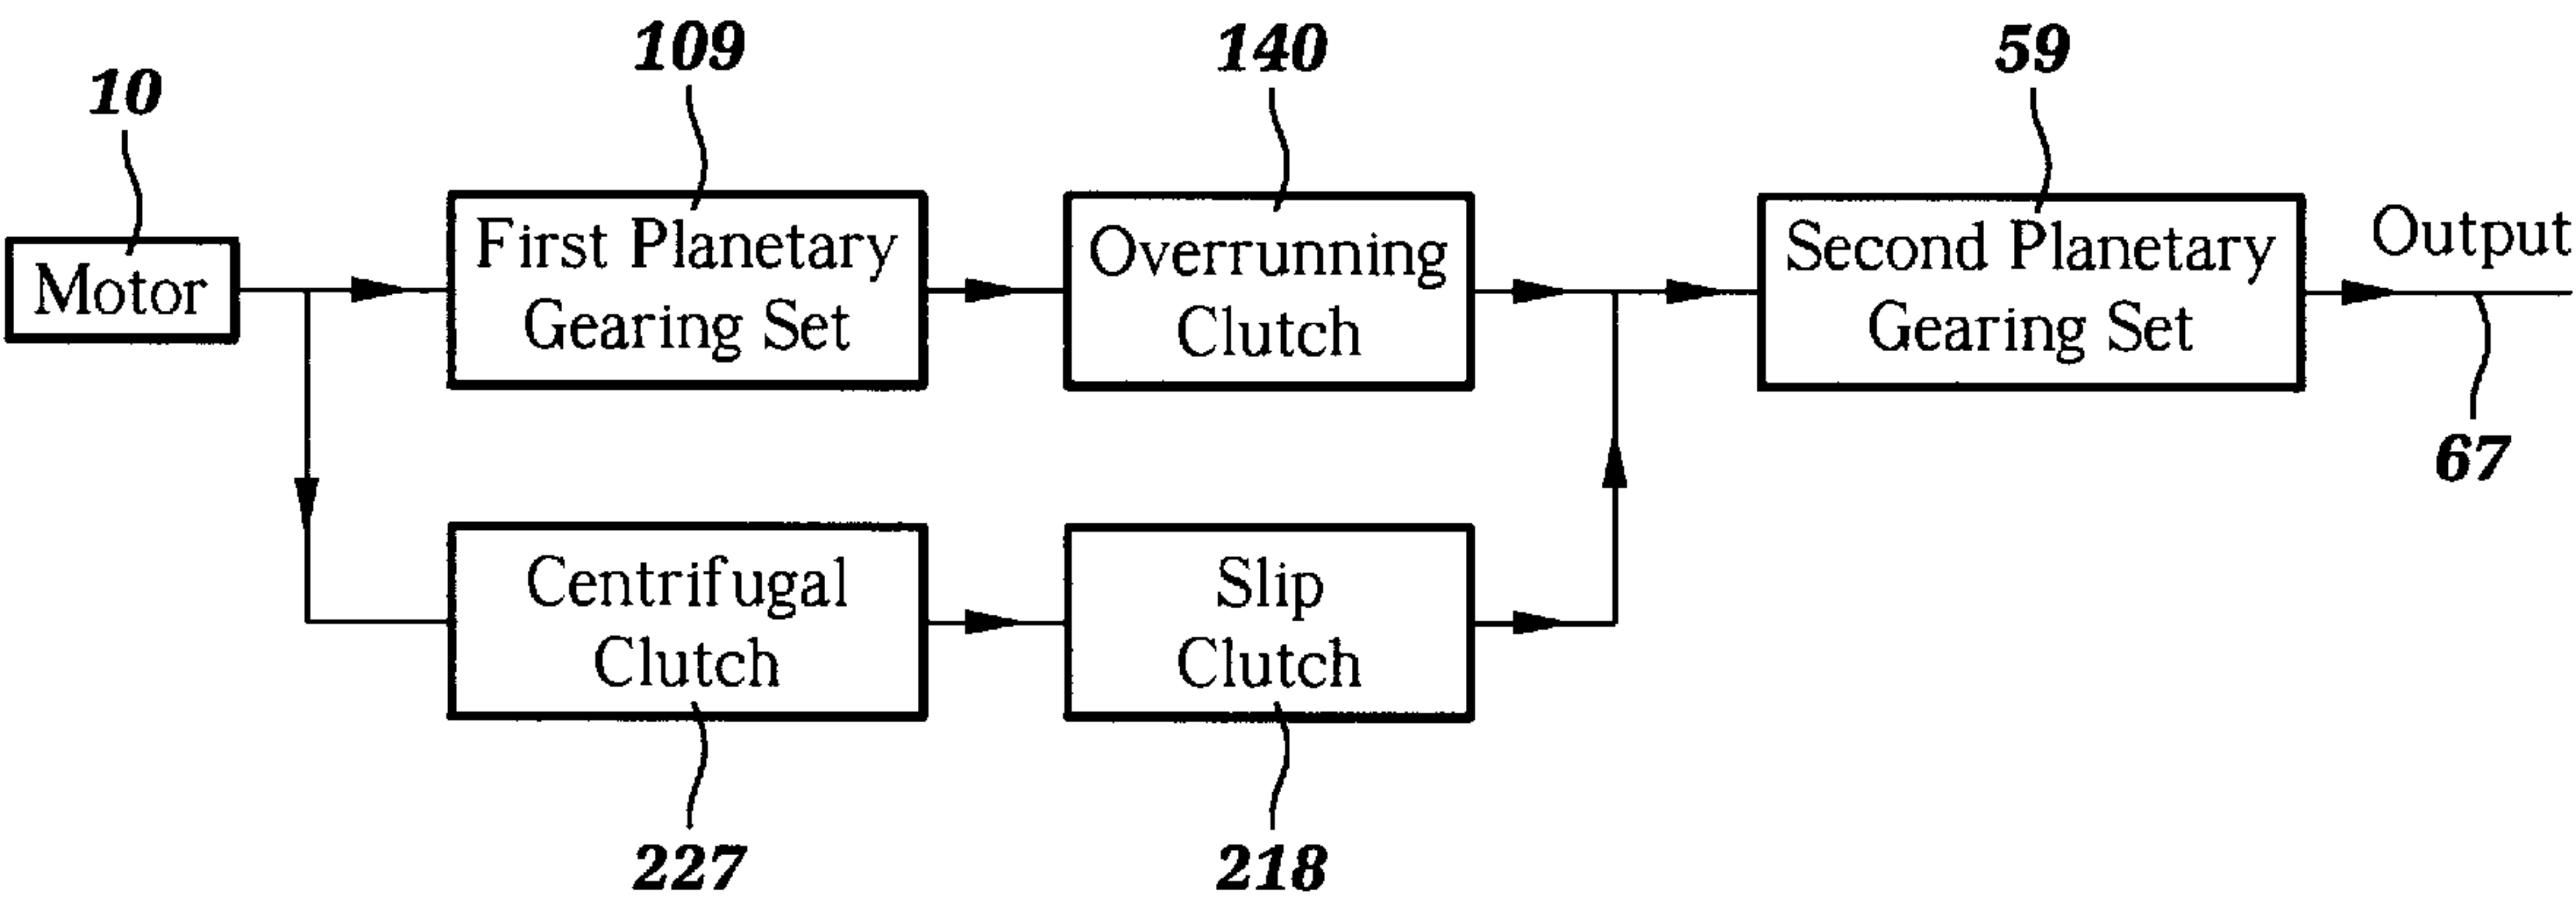 10
109
140
59
Motor
First Planetary
Gearing Set
Overrunning
Clutch
Second Planetary
Gearing Set
Output
67
Centrifugal
Clutch
Slip
Clutch
227
218